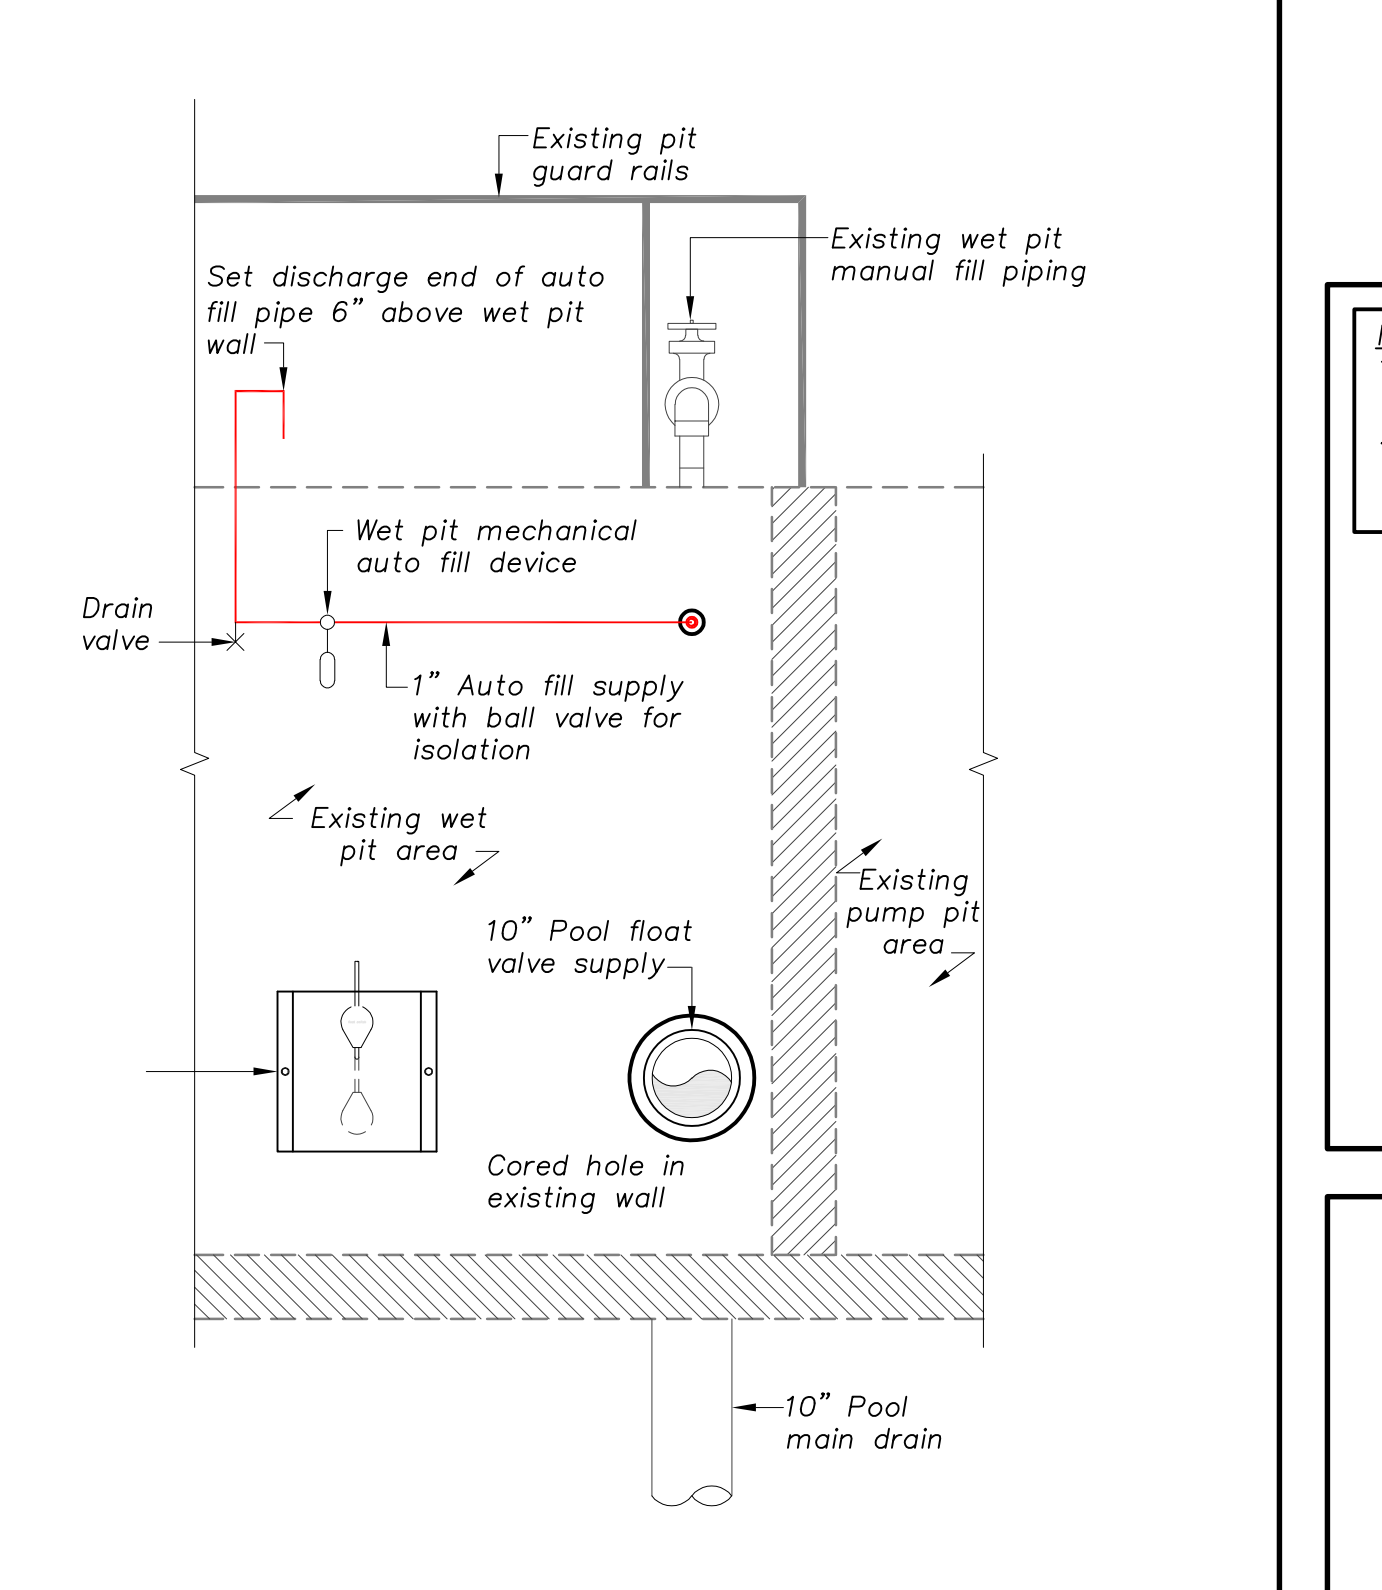 Existing pit
guard rails
Existing wet pit
manual fill piping
Set discharge end of auto
fill pipe 6” above wet pit
wall
Wet pit mechanical
auto fill device
Drain
valve
1” Auto fill supply
with ball valve for
isolation
Existing wet
pit area
Existing
pump pit
area
10” Pool float
valve supply
Cored hole in
existing wall
10” Pool
main drain